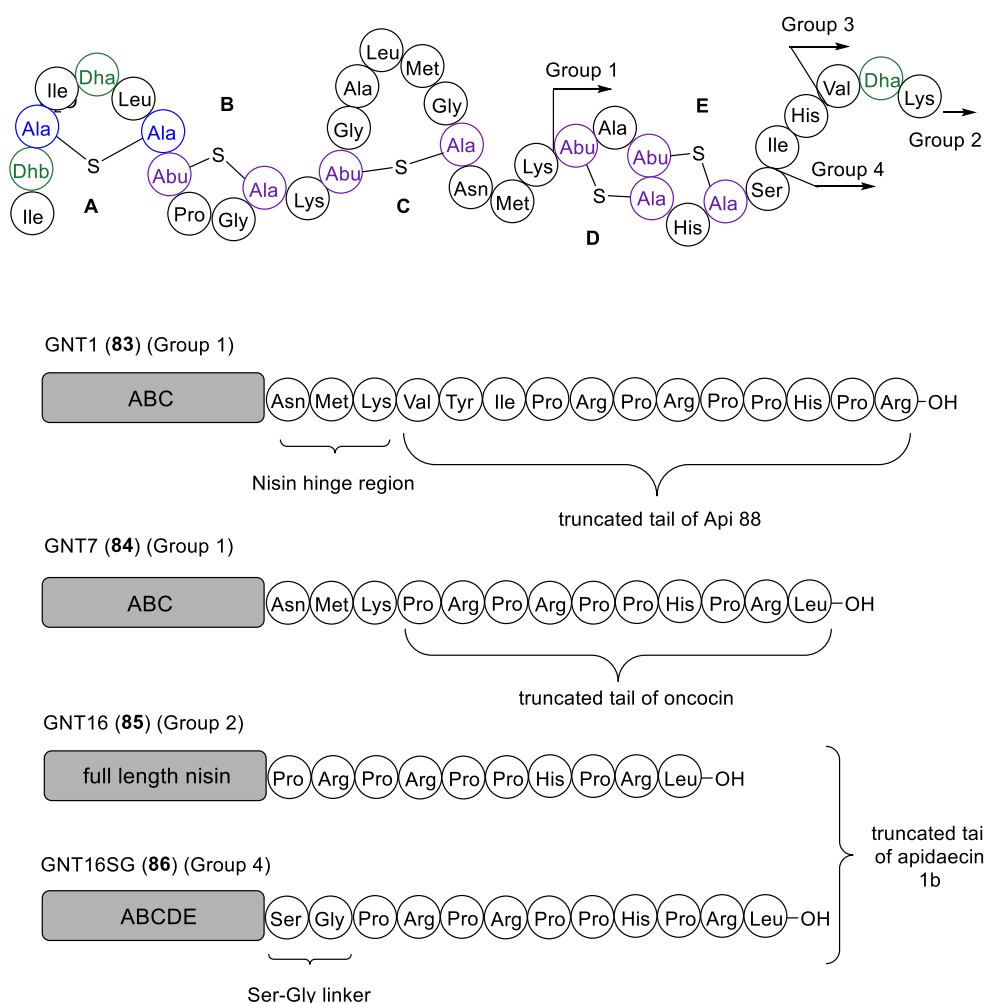 Ile
Dhb
Ala
Ile
Dha
Leu
Ala
S
A
B
Abu
S
Pro
Gly
Ala
Lys
Abu
Gly
Ala
Leu
Met
Gly
Ala
S
C
Asn
Met
Lys
Group 1
Abu
Ala
Abu
S
Ala
D
E
S
His
Ala
Ser
Ile
His
Val
Dha
Lys
Group 3
Group 2
Group 4
GNT1 (83) (Group 1)
ABC Asn Met Lys Val Tyr Ile Pro Arg Pro Arg Pro Pro His Pro Arg OH
Nisin hinge region
truncated tail of Api 88
GNT7 (84) (Group 1)
ABC Asn Met Lys Pro Arg Pro Arg Pro Pro His Pro Arg Leu OH
truncated tail of oncocin
GNT16 (85) (Group 2)
full length nisin Pro Arg Pro Arg Pro Pro His Pro Arg Leu OH
GNT16SG (86) (Group 4)
ABCDE Ser Gly Pro Arg Pro Arg Pro Pro His Pro Arg Leu OH
Ser-Gly linker
truncated tai
of apidaecin
1b